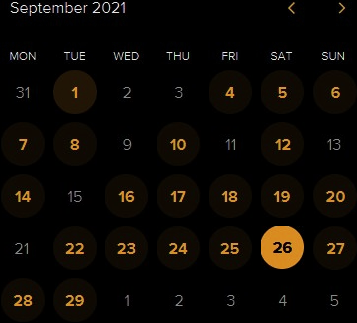 September 2021
MON TUE WED THU FRI SAT SUN
31 1 2 3 4 5 6
7 8 9 10 11 12 13
14 15 16 17 18 19 20
21 22 23 24 25 26 27
28 29 1 2 3 4 5